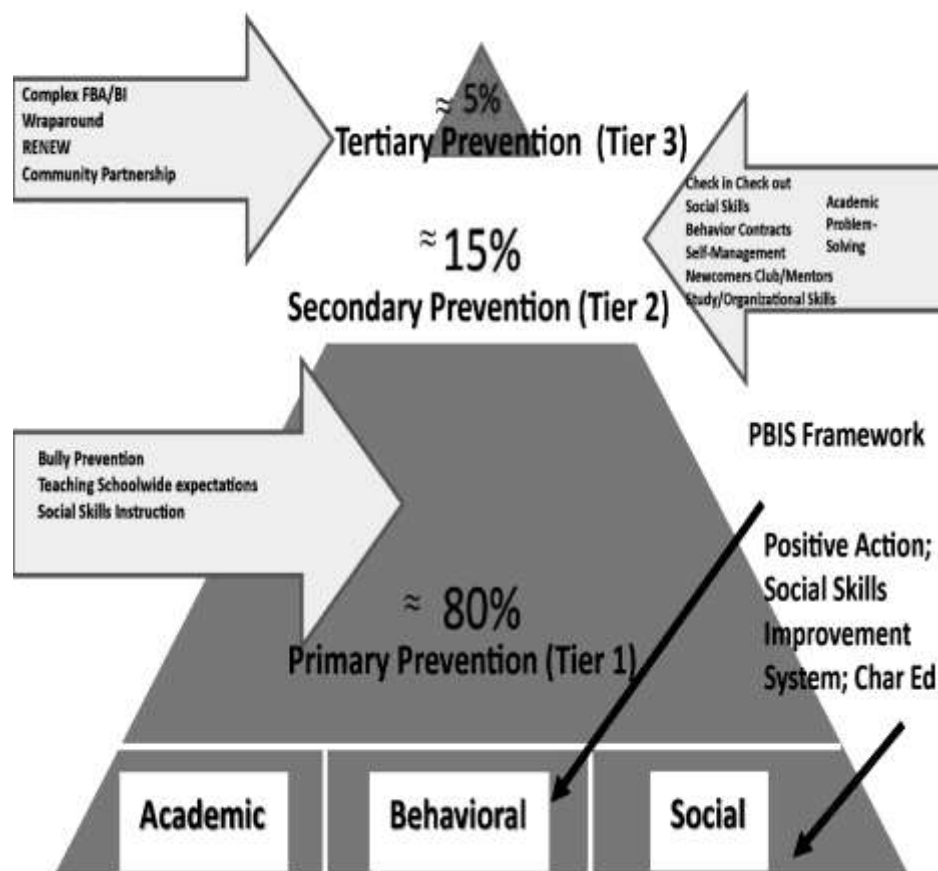 Complex FBA/BI
Wraparound
RENEW
Community Partnership
≈ 5%
Tertiary Prevention (Tier 3)
Check in Check out
Social Skills
Behavior Contracts
Self-Management
Newcomers Club/Mentors
Study/Organizational Skills
Academic
Problem-
Solving
≈ 15%
Secondary Prevention (Tier 2)
Bully Prevention
Teaching Schoolwide expectations
Social Skills Instruction
PBIS Framework
Positive Action;
Social Skills
Improvement
System; Char Ed
≈ 80%
Primary Prevention (Tier 1)
Academic
Behavioral
Social